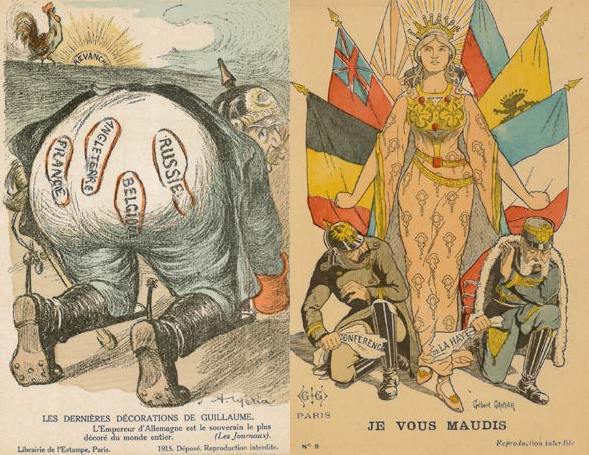 REVANCHE
FRANCE
ANGLETERRE
BELGIQUE
RUSSIE
LES DERNIÈRES DÉCORATIONS DE GUILLAUME.
L'Empereur d'Allemagne est le souverain le plus
décoré du monde entier. (Les Journaux).
Librairie de l'Estampe, Paris. 1915. Déposé. Reproduction interdite.
CONFERENCE
DE LA HAYE
G G
PARIS
JE VOUS MAUDIS
Nº 8
Reproduction interdite